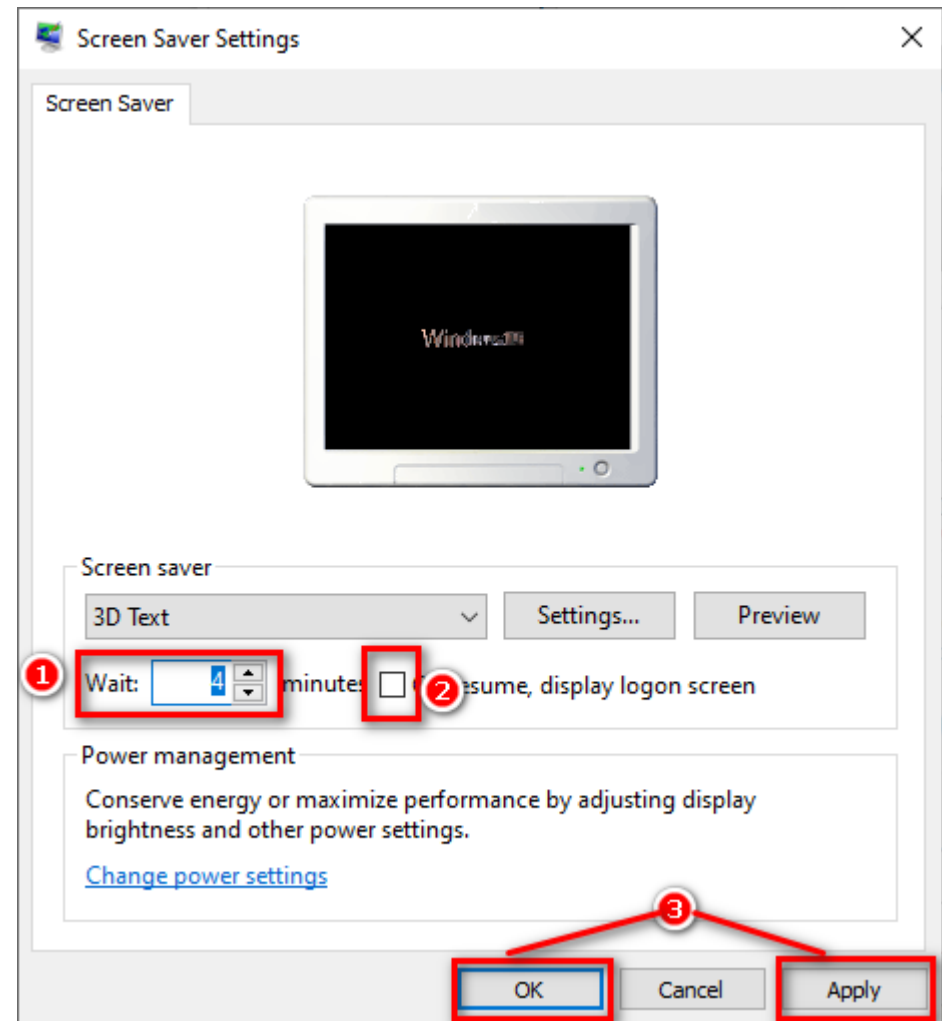 Screen Saver Settings
Screen Saver
Screen saver
3D Text
Settings...
Preview
1
Wait: 4 minutes
2
resume, display logon screen
Power management
Conserve energy or maximize performance by adjusting display
brightness and other power settings.
Change power settings
3
OK
Cancel
Apply